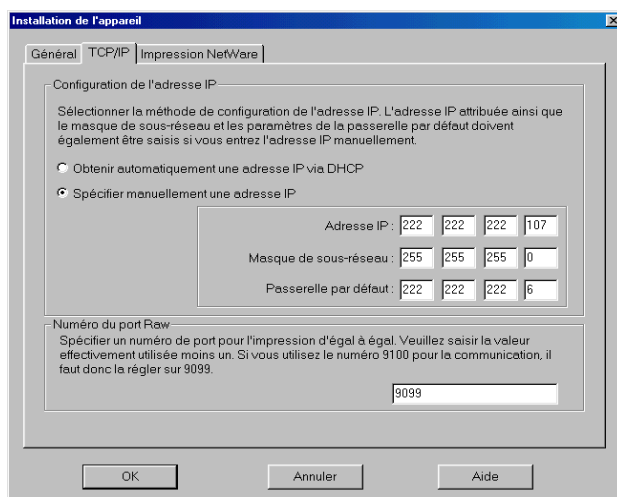 Installation de l'appareil
Général TCP/IP Impression NetWare
Configuration de l'adresse IP
Sélectionner la méthode de configuration de l'adresse IP. L'adresse IP attribuée ainsi que
le masque de sous-réseau et les paramètres de la passerelle par défaut doivent
également être saisis si vous entrez l'adresse IP manuellement.
Obtenir automatiquement une adresse IP via DHCP
Spécifier manuellement une adresse IP
Adresse IP : 222 222 222 107
Masque de sous-réseau : 255 255 255 0
Passerelle par défaut : 222 222 222 6
Numéro du port Raw
Spécifier un numéro de port pour l'impression d'égal à égal. Veuillez saisir la valeur
effectivement utilisée moins un. Si vous utilisez le numéro 9100 pour la communication, il
faut donc la régler sur 9099.
9099
OK Annuler Aide